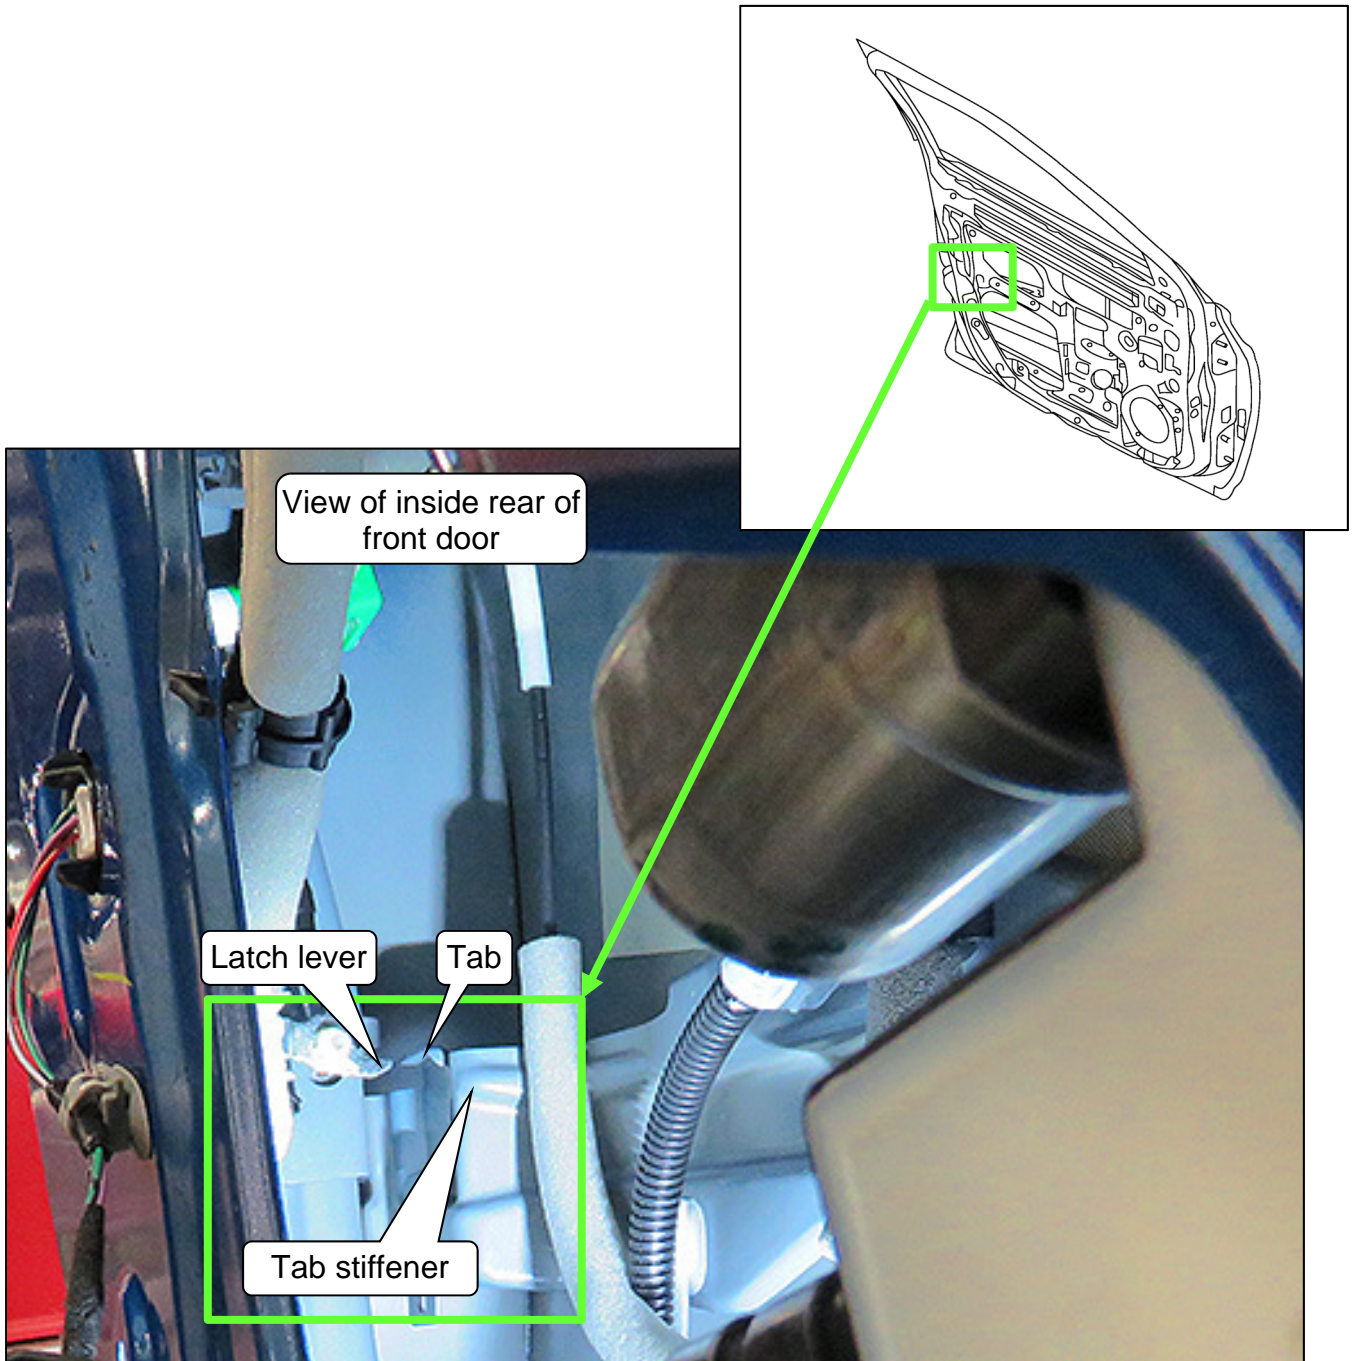 View of inside rear of
front door
Latch lever
Tab
Tab stiffener